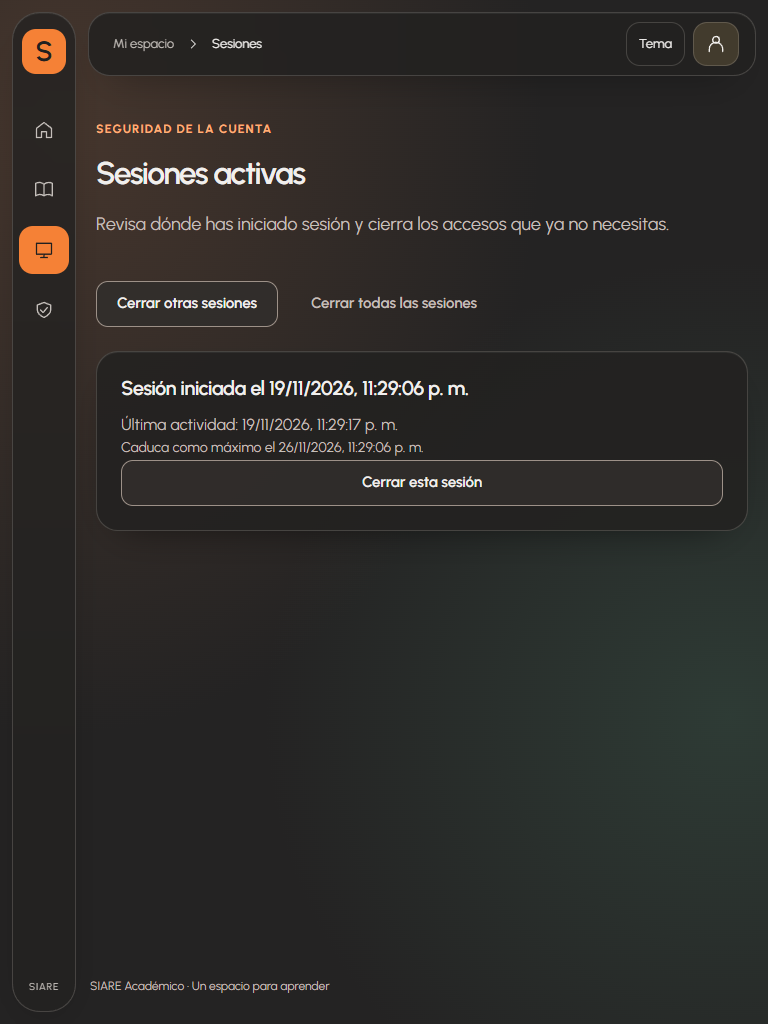 S
Mi espacio > Sesiones
Tema
SEGURIDAD DE LA CUENTA
Sesiones activas
Revisa dónde has iniciado sesión y cierra los accesos que ya no necesitas.
Cerrar otras sesiones
Cerrar todas las sesiones
Sesión iniciada el 19/11/2026, 11:29:06 p. m.
Última actividad: 19/11/2026, 11:29:17 p. m.
Caduca como máximo el 26/11/2026, 11:29:06 p. m.
Cerrar esta sesión
SIARE
SIARE Académico · Un espacio para aprender